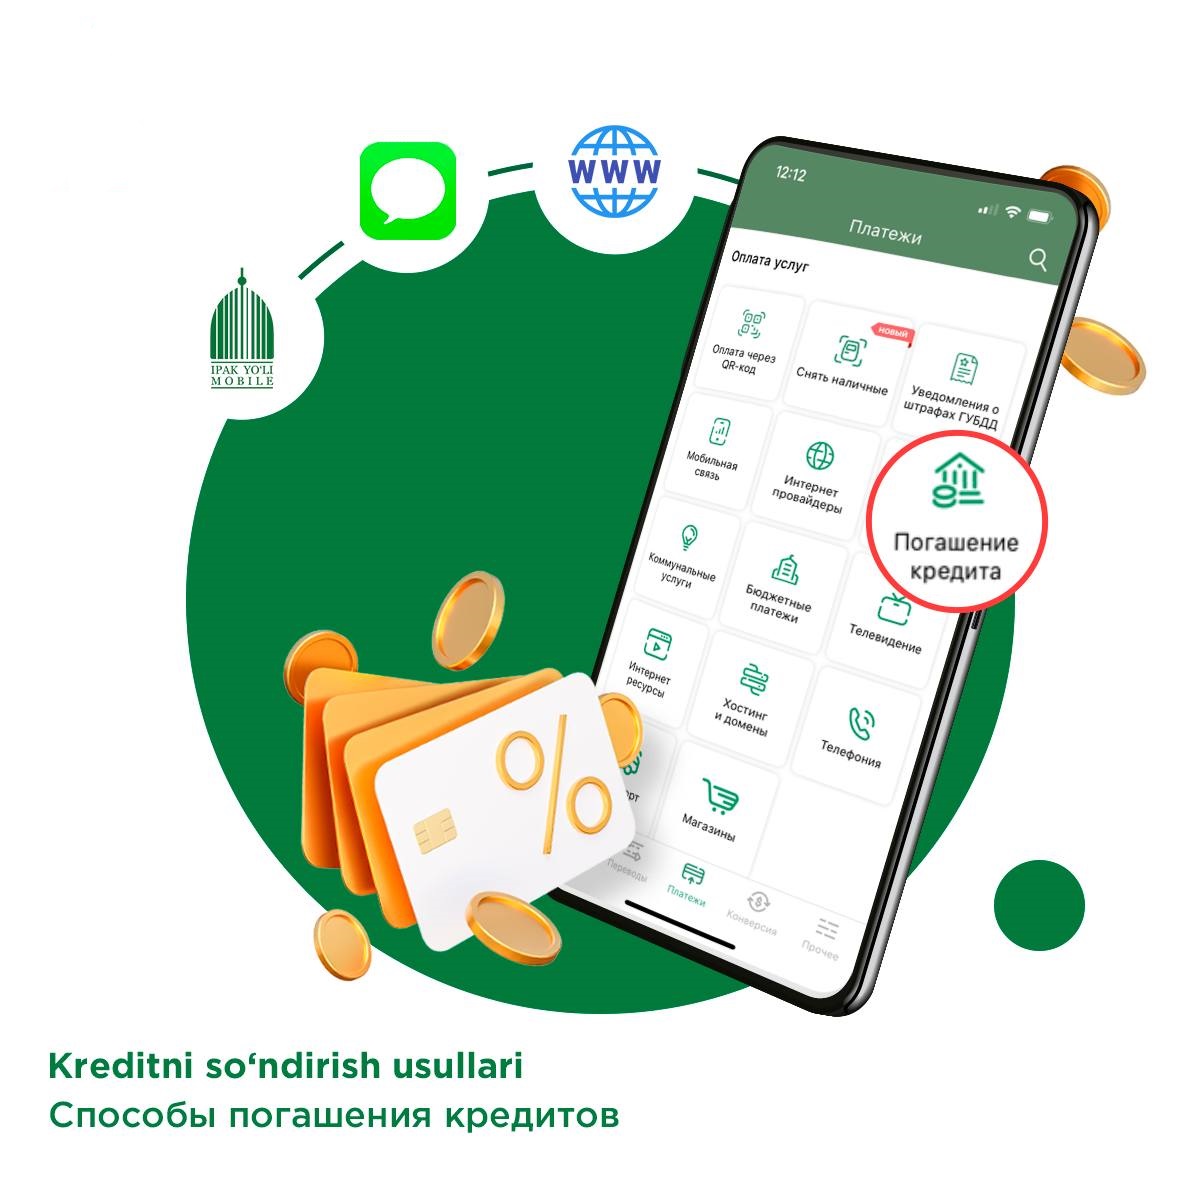 WWW
IPAK YO'LI
MOBILE
12:12
Платежи
Оплата услуг
Оплата через
QR-код
новый
Снять наличные
Уведомления о
штрафах ГУБДД
Мобильная
связь
Интернет
провайдеры
Погашение
кредита
Коммунальные
услуги
Бюджетные
платежи
Телевидение
Интернет
ресурсы
Хостинг
и домены
Телефония
Магазины
Переводы
Платежи
Конверсия
Прочее
%
Kreditni so‘ndirish usullari
Способы погашения кредитов